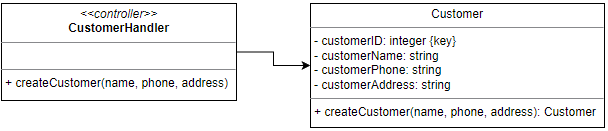 <<controller>>
CustomerHandler
+ createCustomer(name, phone, address)
Customer
- customerID: integer {key}
- customerName: string
- customerPhone: string
- customerAddress: string
+ createCustomer(name, phone, address): Customer